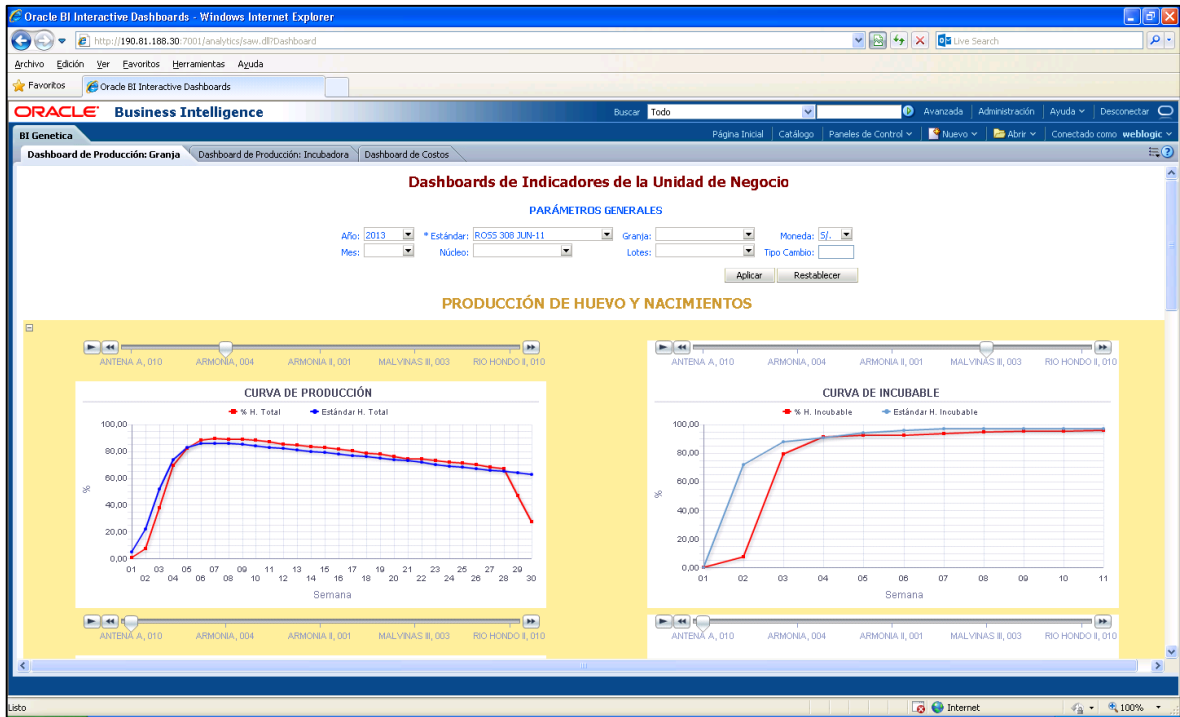 Oracle BI Interactive Dashboards - Windows Internet Explorer
http://190.81.188.30:7001/analytics/saw.dll?Dashboard
Live Search
Archivo Edición Ver Favoritos Herramientas Ayuda
Favoritos Oracle BI Interactive Dashboards
ORACLE Business Intelligence Buscar Todo Avanzada Administración Ayuda Desconectar
BI Genetica Página Inicial Catálogo Paneles de Control Nuevo Abrir Conectado como weblogic
Dashboard de Producción: Granja Dashboard de Producción: Incubadora Dashboard de Costos
Dashboards de Indicadores de la Unidad de Negocio
PARÁMETROS GENERALES
Año: 2013 * Estándar: ROSS 308 JUN-11 Granja: Moneda: S/.
Mes: Núcleo: Lotes: Tipo Cambio:
Aplicar Restablecer
PRODUCCIÓN DE HUEVO Y NACIMIENTOS
ANTENA A, 010 ARMONÍA, 004 ARMONIA II, 001 MALVINAS III, 003 RIO HONDO II, 010
CURVA DE PRODUCCIÓN
% H. Total Estándar H. Total
100,00
80,00
60,00
%
40,00
20,00
0,00
01 03 05 07 09 11 13 15 17 19 21 23 25 27 29
02 04 06 08 10 12 14 16 18 20 22 24 26 28 30
Semana
ANTENA A, 010 ARMONÍA, 004 ARMONIA II, 001 MALVINAS III, 003 RIO HONDO II, 010
ANTENA A, 010 ARMONÍA, 004 ARMONIA II, 001 MALVINAS III, 003 RIO HONDO II, 010
CURVA DE INCUBABLE
% H. Incubable Estándar H. Incubable
100,00
80,00
60,00
%
40,00
20,00
0,00
01 02 03 04 05 06 07 08 09 10 11
Semana
ANTENA A, 010 ARMONÍA, 004 ARMONIA II, 001 MALVINAS III, 003 RIO HONDO II, 010
Listo Internet 100%